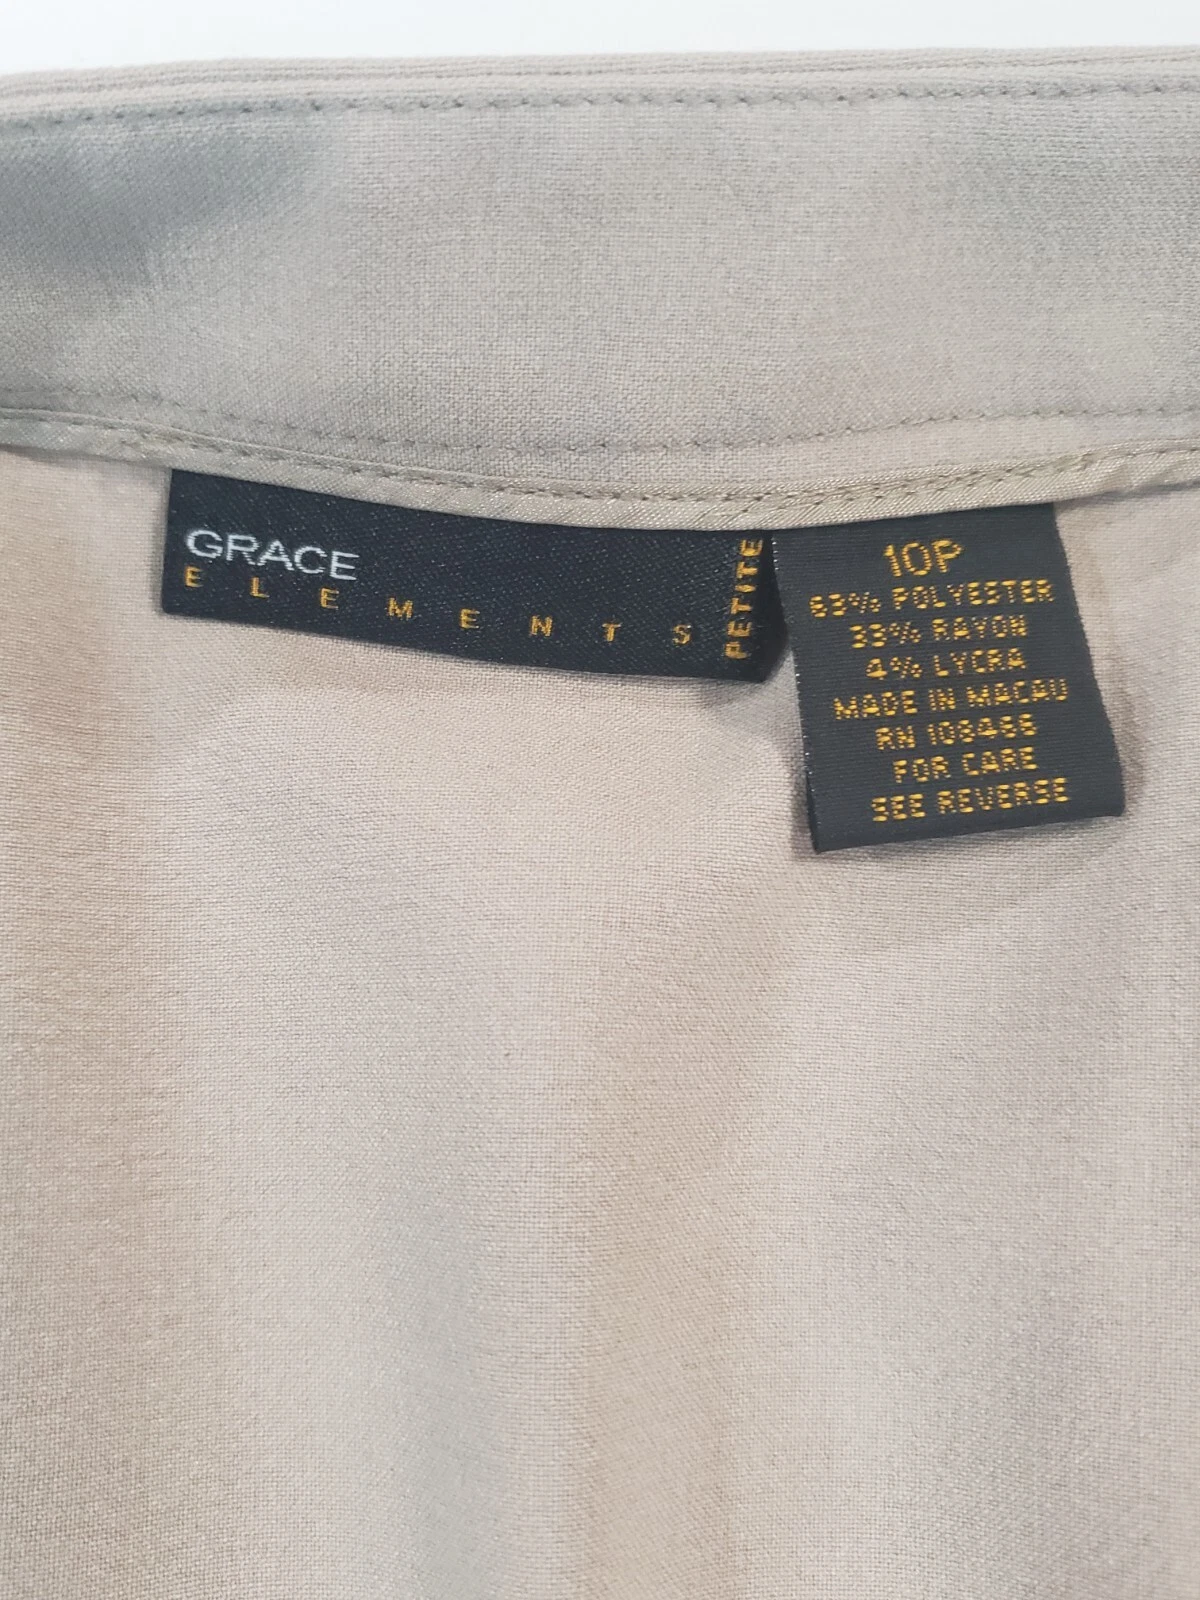 GRACE
ELEMENTS
PETITE
10P
63% POLYESTER
33% RAYON
4% LYCRA
MADE IN MACAU
RN 108466
FOR CARE
SEE REVERSE